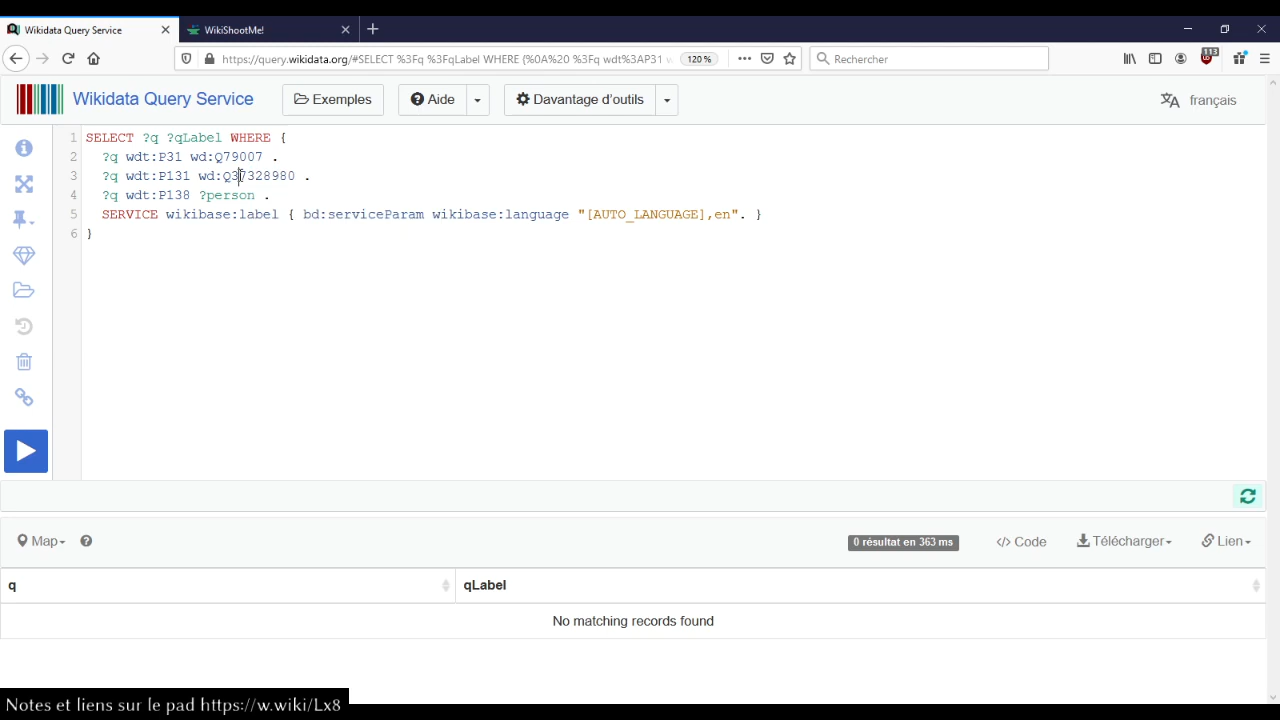 Wikidata Query Service
WikiShootMe!
https://query.wikidata.org/#SELECT %3Fq %3FqLabel WHERE {%0A%20 %3Fq wdt%3AP31 w
120 %
Rechercher
113
Wikidata Query Service
Exemples
Aide
Davantage d'outils
français
1 SELECT ?q ?qLabel WHERE {
2 ?q wdt:P31 wd:Q79007 .
3 ?q wdt:P131 wd:Q37328980 .
4 ?q wdt:P138 ?person .
5 SERVICE wikibase:label { bd:serviceParam wikibase:language "[AUTO_LANGUAGE],en". }
6 }
Map
0 résultat en 363 ms
</> Code
Télécharger
Lien
q
qLabel
No matching records found
Notes et liens sur le pad https://w.wiki/Lx8